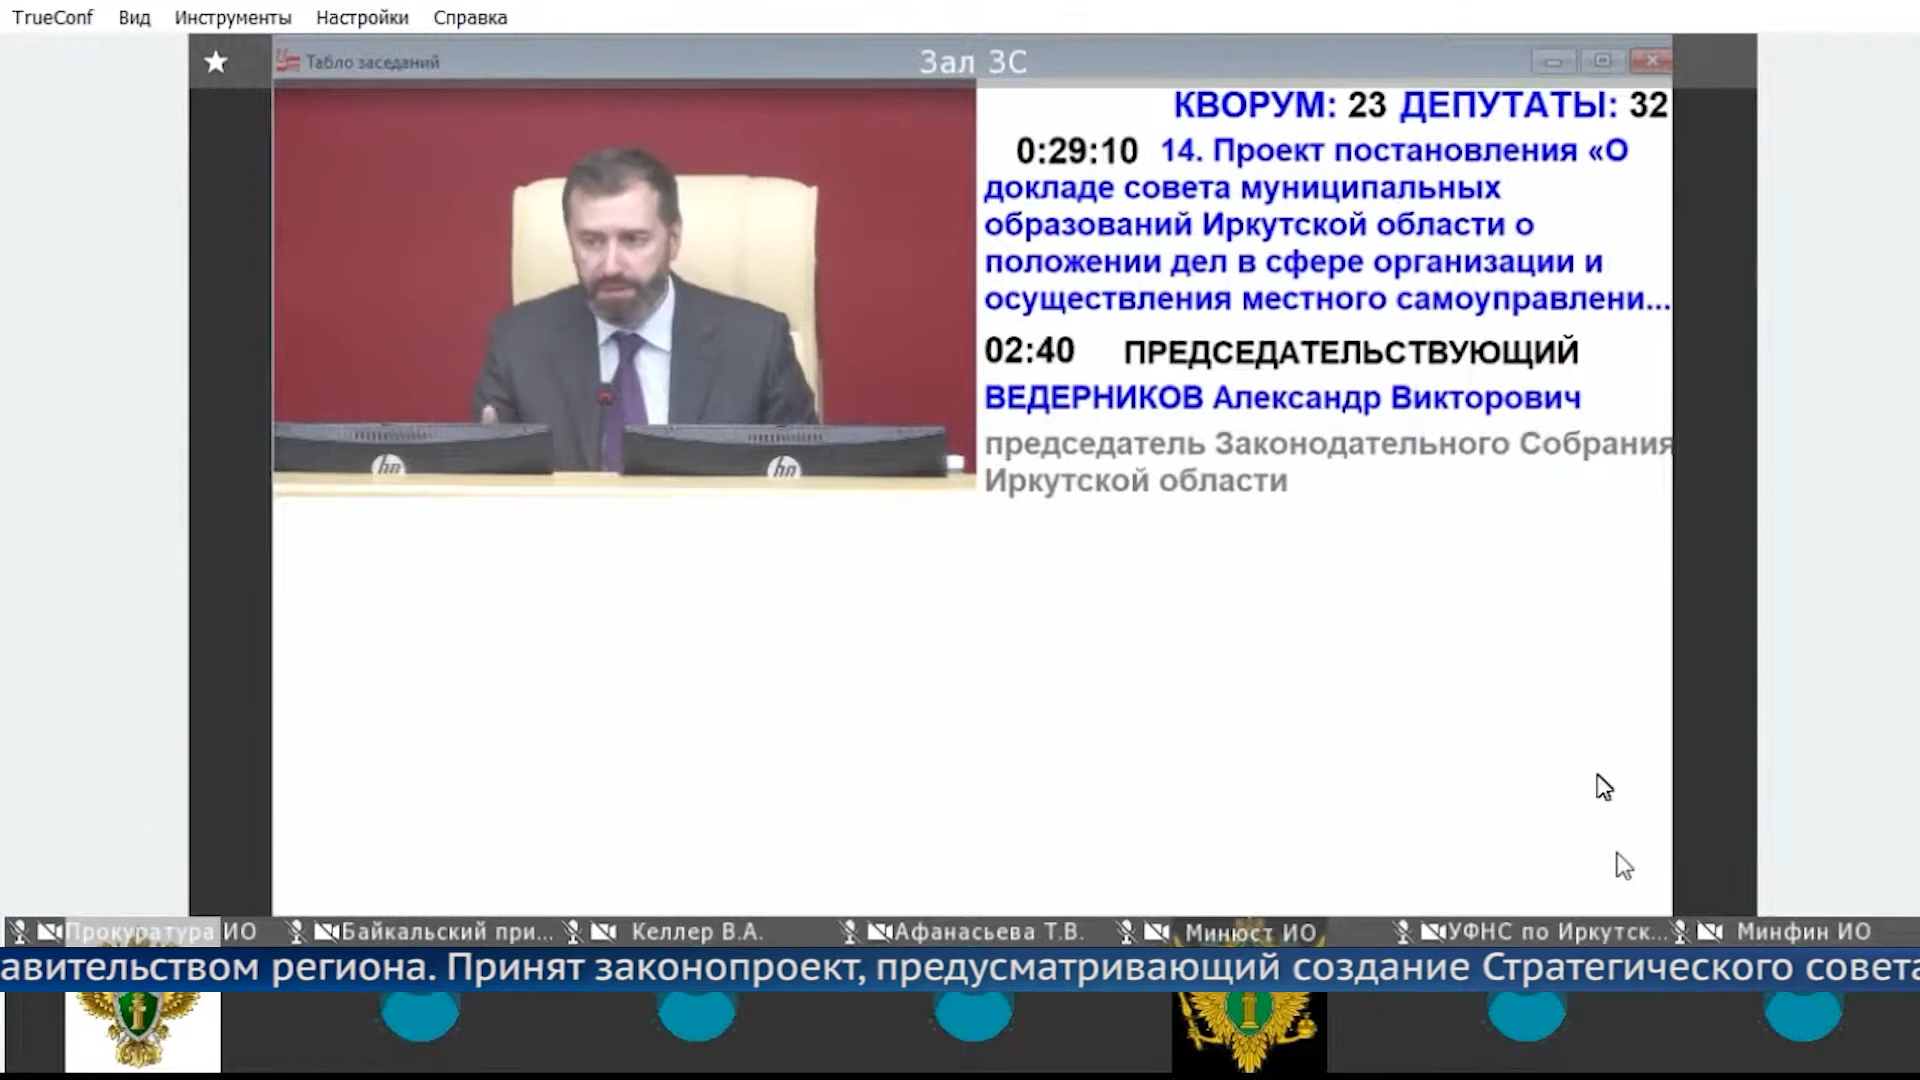 TrueConf Вид Инструменты Настройки Справка
Табло заседаний
Зал ЗС
КВОРУМ: 23 ДЕПУТАТЫ: 32
0:29:10 14. Проект постановления «О
докладе совета муниципальных
образований Иркутской области о
положении дел в сфере организации и
осуществления местного самоуправлени...
02:40 ПРЕДСЕДАТЕЛЬСТВУЮЩИЙ
ВЕДЕРНИКОВ Александр Викторович
председатель Законодательного Собрания
Иркутской области
hp
hp
Прокуратура ИО
Байкальский при...
Келлер В.А.
Афанасьева Т.В.
Минюст ИО
УФНС по Иркутск...
Минфин ИО
авительством региона. Принят законопроект, предусматривающий создание Стратегического совета